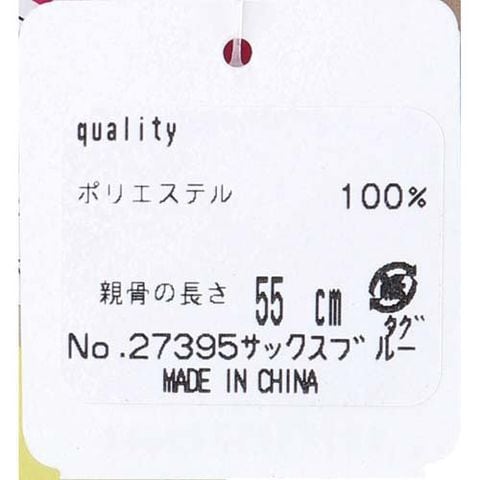 quality
ポリエステル 100%
親骨の長さ 55 cm
タグ
No.27395サックスブルー
MADE IN CHINA